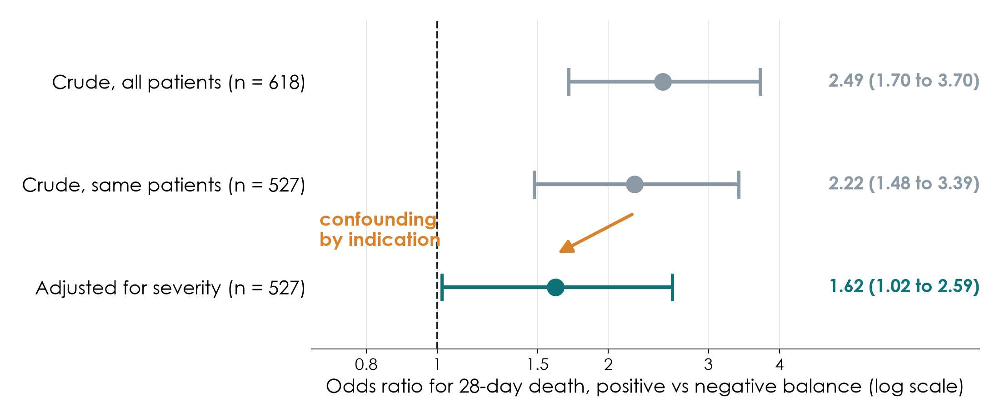 Crude, all patients (n = 618)
2.49 (1.70 to 3.70)
Crude, same patients (n = 527)
2.22 (1.48 to 3.39)
confounding
by indication
Adjusted for severity (n = 527)
1.62 (1.02 to 2.59)
0.8 1 1.5 2 3 4
Odds ratio for 28-day death, positive vs negative balance (log scale)